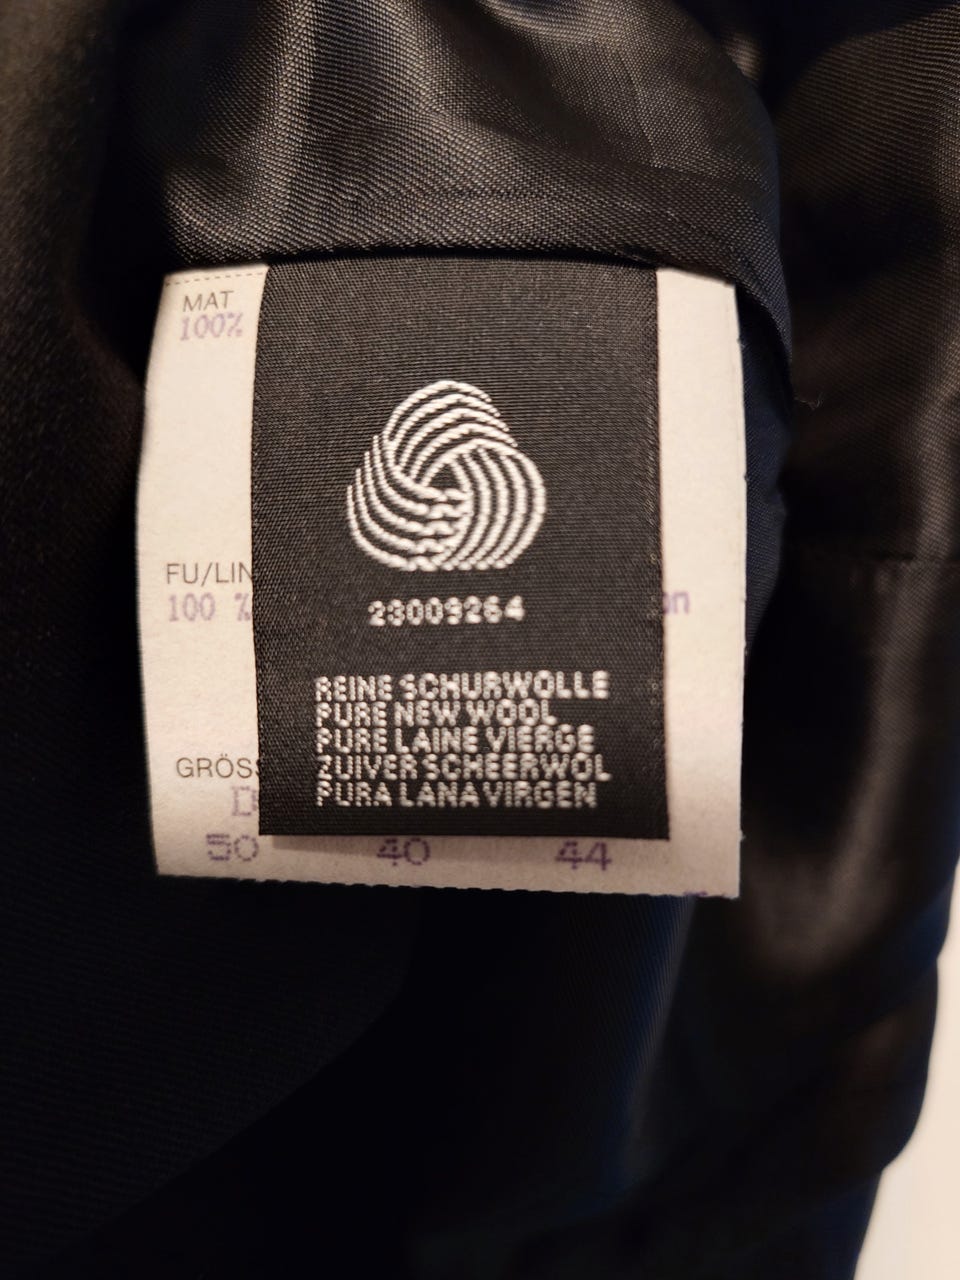 MAT
100%
FU/LIN
100 %
23009264
REINE SCHURWOLLE
PURE NEW WOOL
PURE LAINE VIERGE
ZUIVER SCHEERWOL
PURA LANA VIRGEN
GRÖSS
D
50 40 44